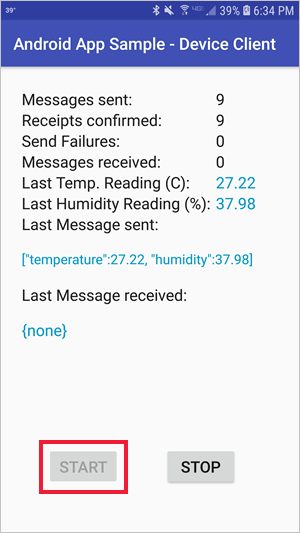 39° 39% 6:34 PM
Android App Sample - Device Client
Messages sent: 9
Receipts confirmed: 9
Send Failures: 0
Messages received: 0
Last Temp. Reading (C): 27.22
Last Humidity Reading (%): 37.98
Last Message sent:
["temperature":27.22, "humidity":37.98]
Last Message received:
{none}
START STOP